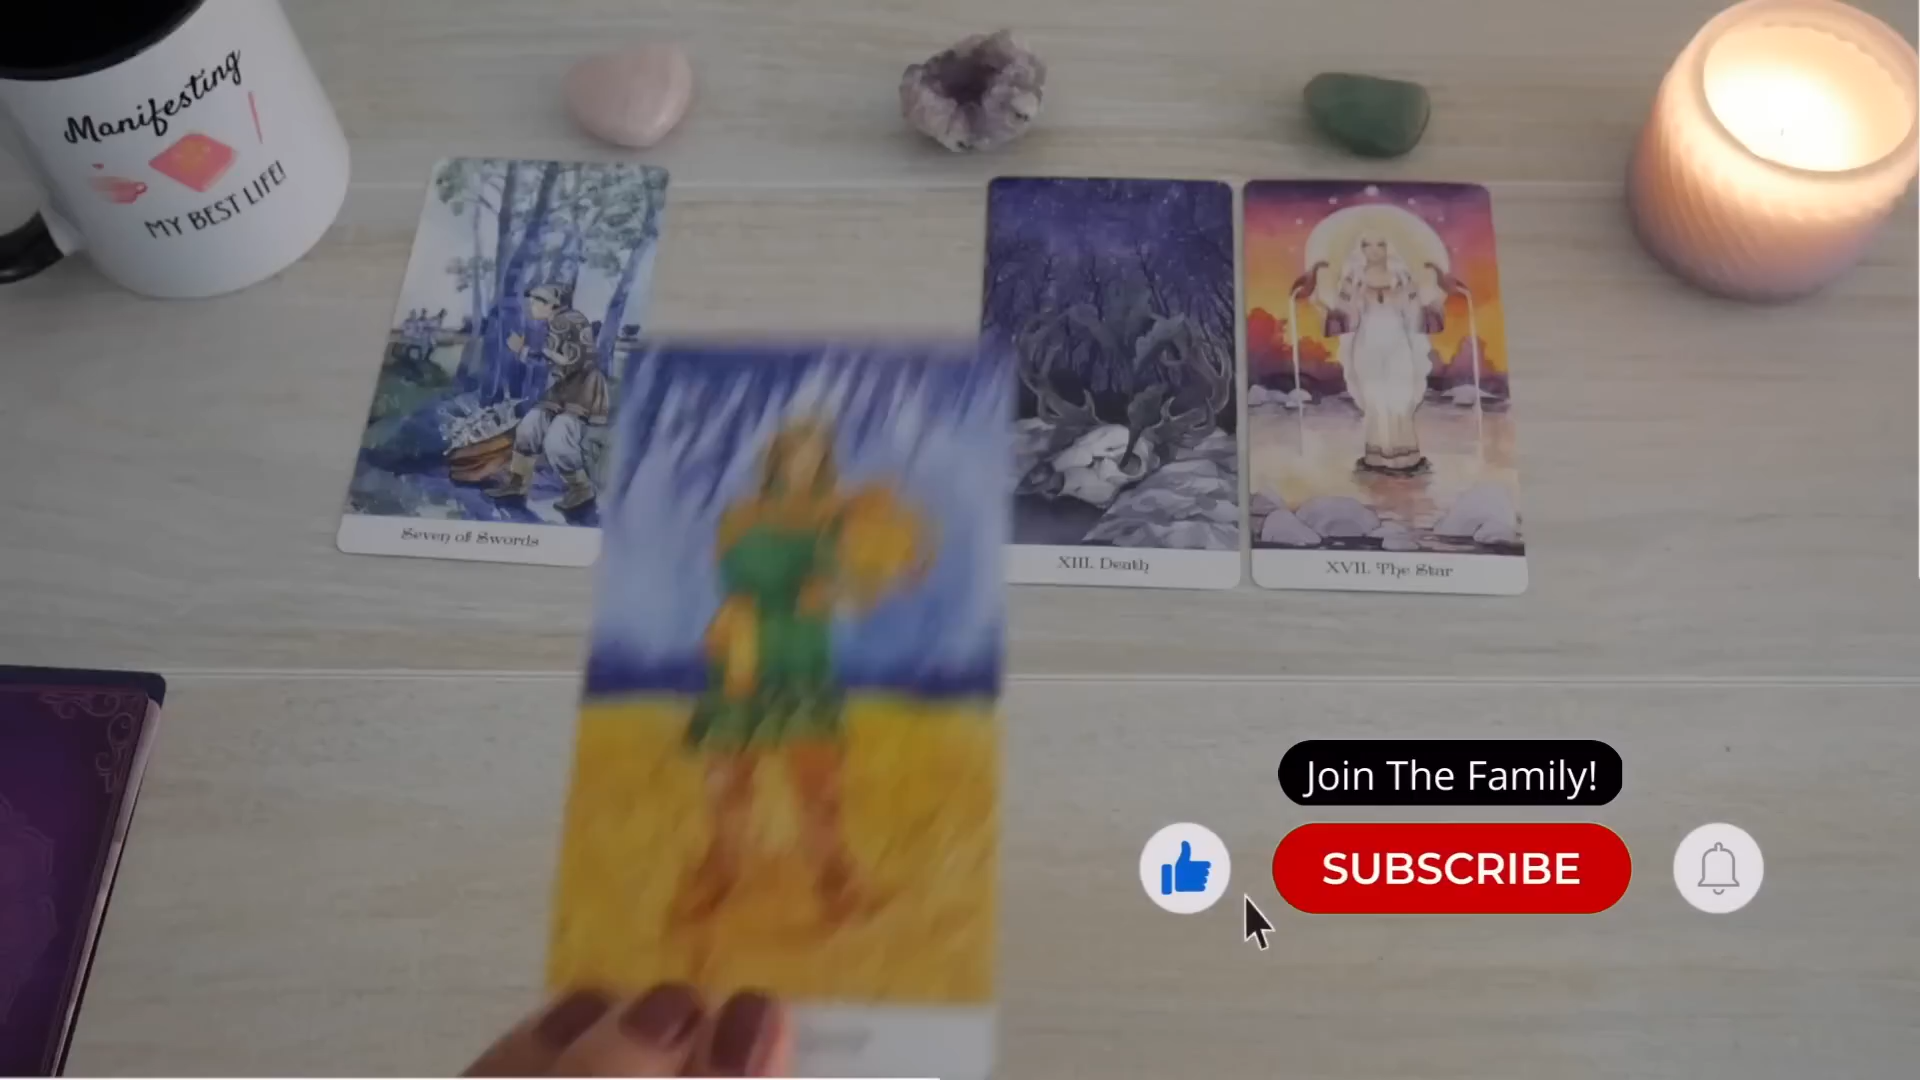 Manifesting
MY BEST LIFE!
Seven of Swords
XIII. Death
XVII. The Star
Join The Family!
SUBSCRIBE